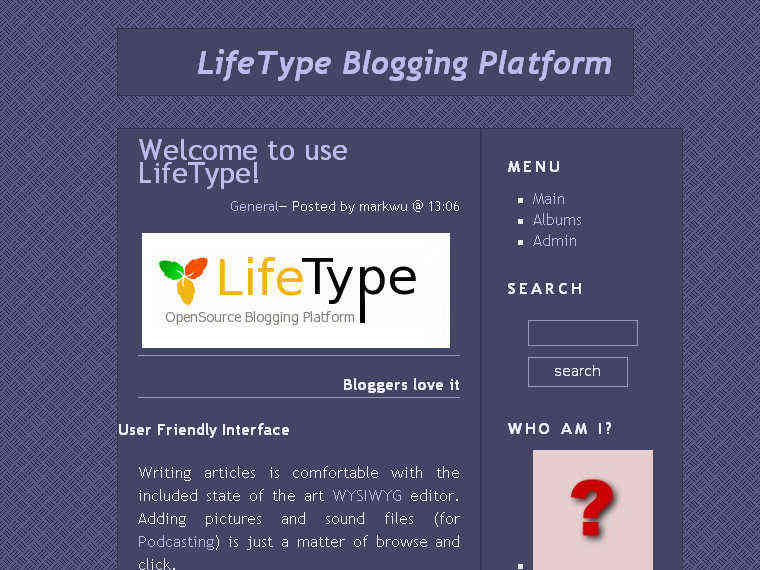 LifeType Blogging Platform
Welcome to use
LifeType!
General— Posted by markwu @ 13:06
LifeType
OpenSource Blogging Platform
Bloggers love it
User Friendly Interface
Writing articles is comfortable with the
included state of the art WYSIWYG editor.
Adding pictures and sound files (for
Podcasting) is just a matter of browse and
click.
MENU
Main
Albums
Admin
SEARCH
search
WHO AM I?
?